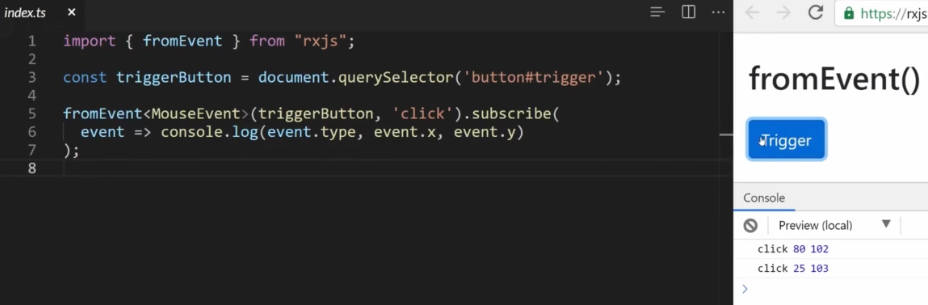 index.ts ×
https://rxjs
1 import { fromEvent } from "rxjs";
2
3 const triggerButton = document.querySelector('button#trigger');
4
5 fromEvent<MouseEvent>(triggerButton, 'click').subscribe(
6 event => console.log(event.type, event.x, event.y)
7 );
8
fromEvent()
Trigger
Console
Preview (local) ▼
click 80 102
click 25 103
>